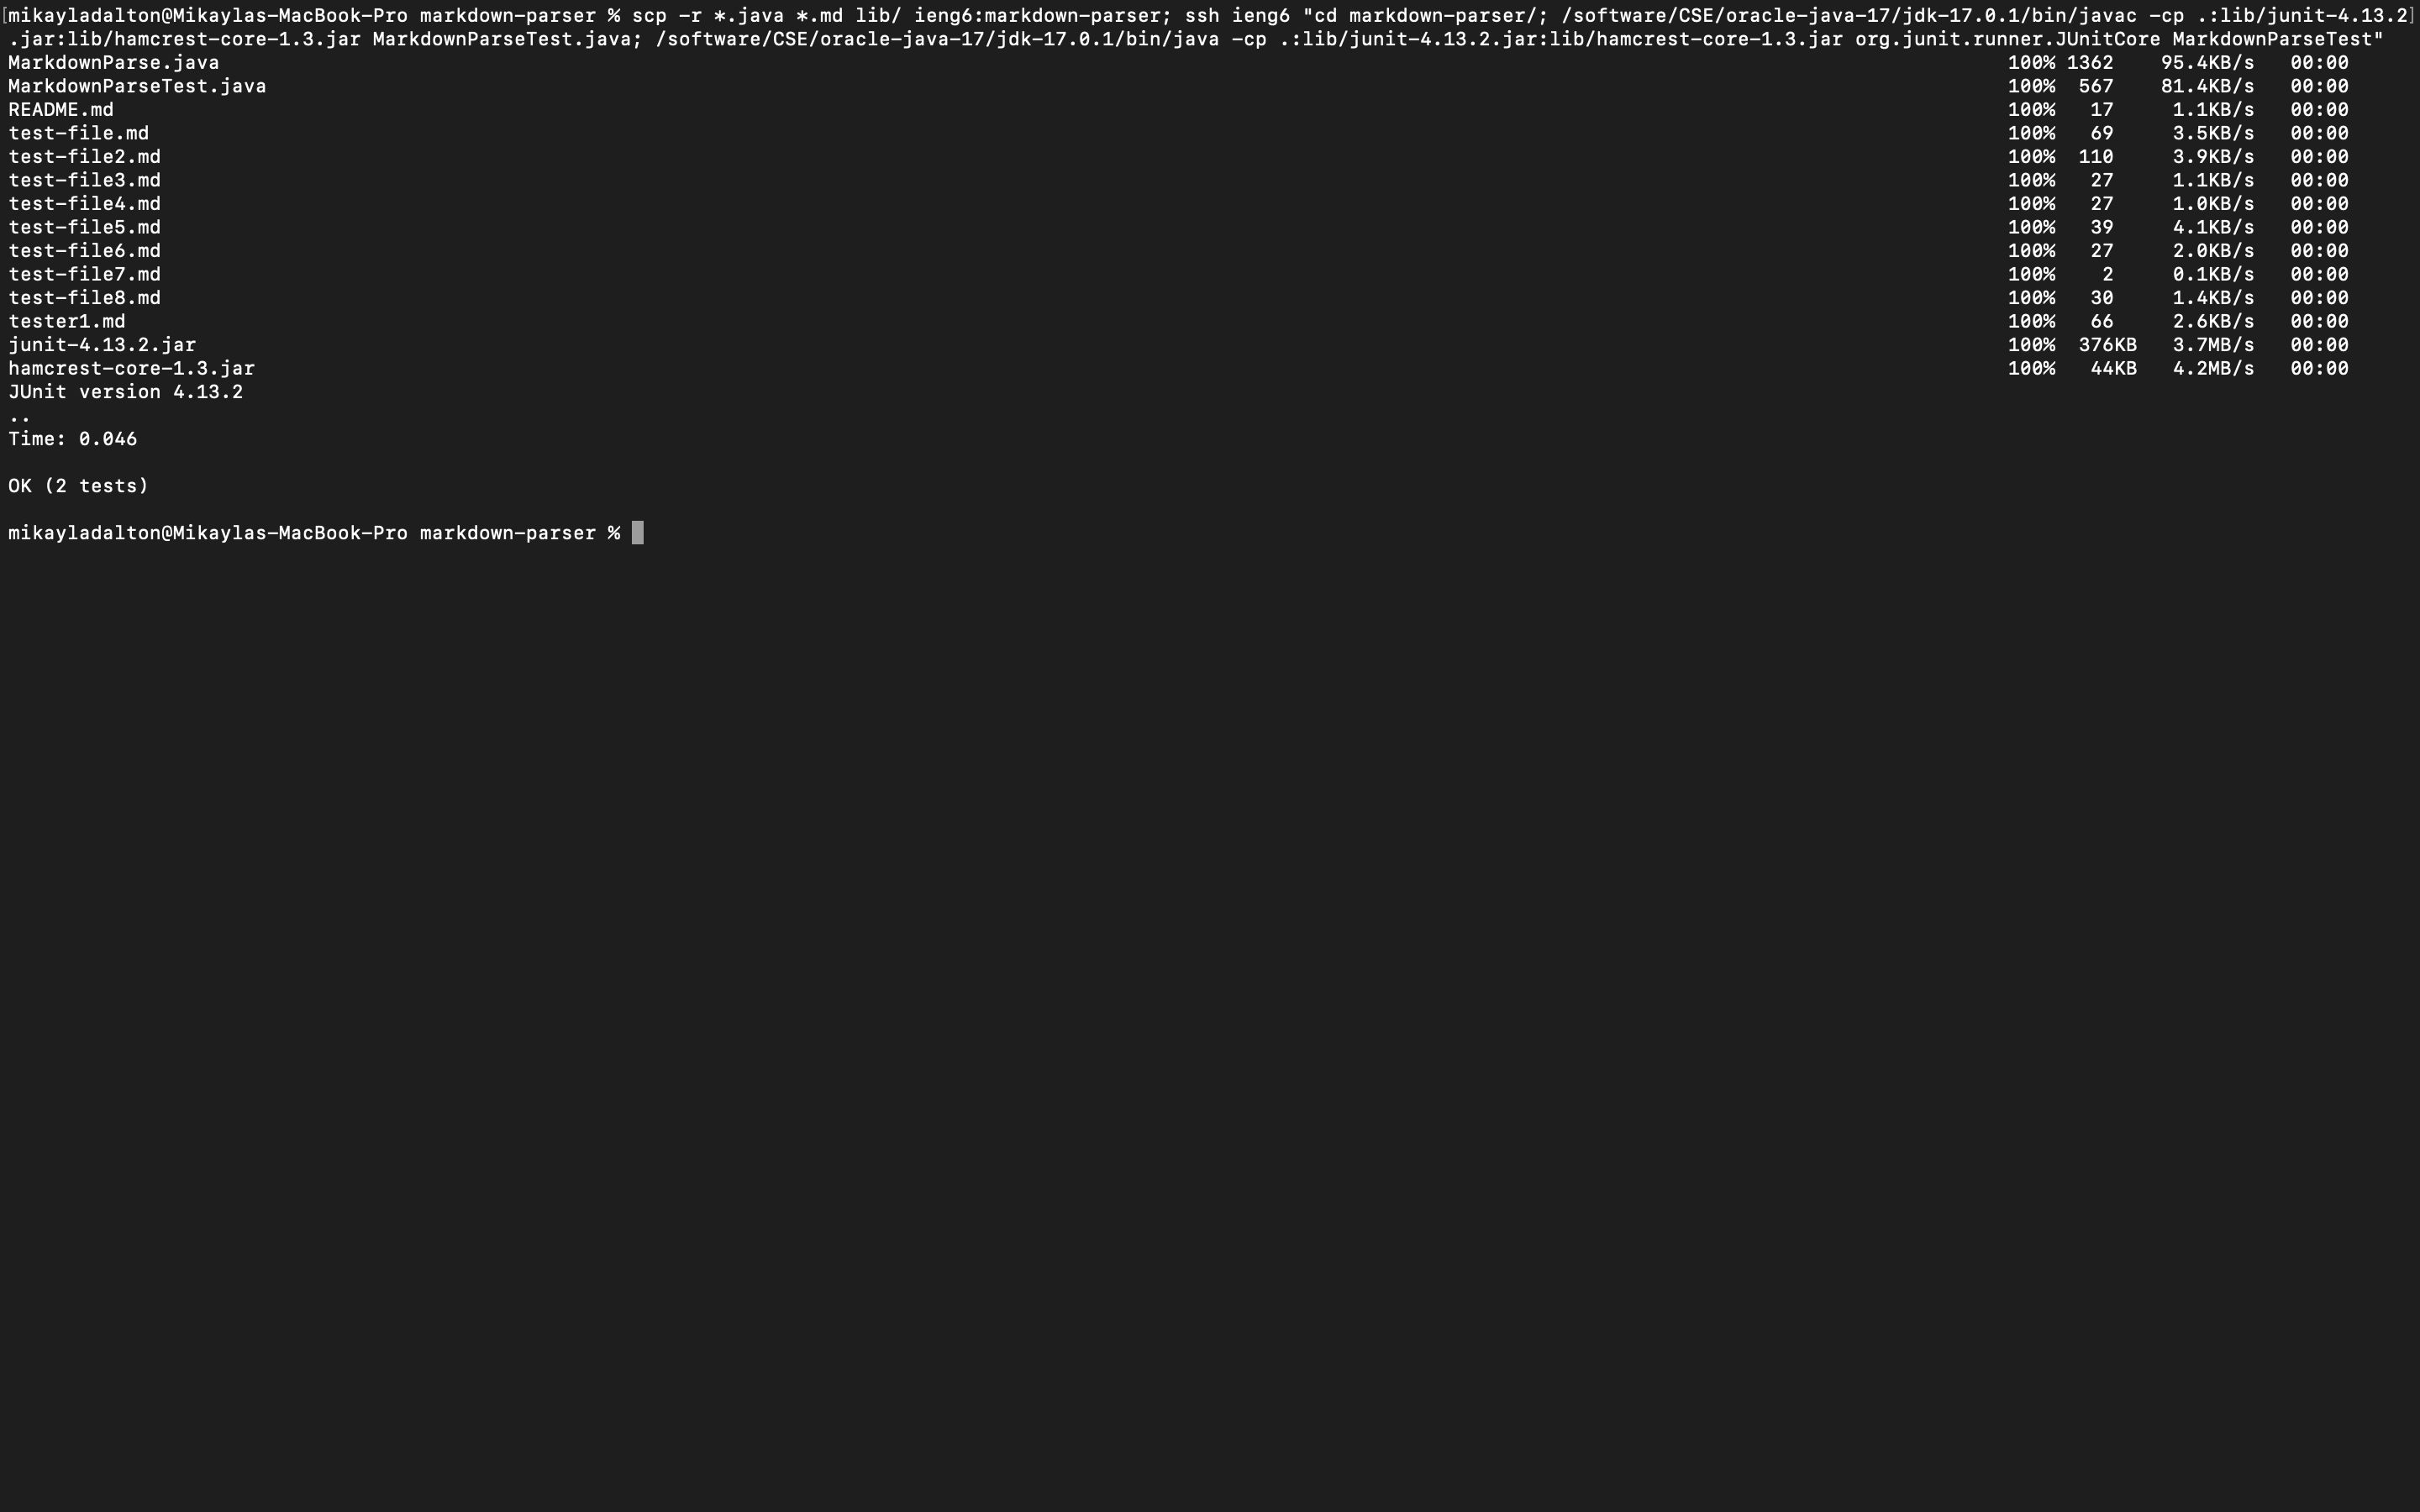 [mikayladalton@Mikaylas-MacBook-Pro markdown-parser % scp -r *.java *.md lib/ ieng6:markdown-parser; ssh ieng6 "cd markdown-parser/; /software/CSE/oracle-java-17/jdk-17.0.1/bin/javac -cp .:lib/junit-4.13.2]
.jar:lib/hamcrest-core-1.3.jar MarkdownParseTest.java; /software/CSE/oracle-java-17/jdk-17.0.1/bin/java -cp .:lib/junit-4.13.2.jar:lib/hamcrest-core-1.3.jar org.junit.runner.JUnitCore MarkdownParseTest"
MarkdownParse.java 100% 1362 95.4KB/s 00:00
MarkdownParseTest.java 100% 567 81.4KB/s 00:00
README.md 100% 17 1.1KB/s 00:00
test-file.md 100% 69 3.5KB/s 00:00
test-file2.md 100% 110 3.9KB/s 00:00
test-file3.md 100% 27 1.1KB/s 00:00
test-file4.md 100% 27 1.0KB/s 00:00
test-file5.md 100% 39 4.1KB/s 00:00
test-file6.md 100% 27 2.0KB/s 00:00
test-file7.md 100% 2 0.1KB/s 00:00
test-file8.md 100% 30 1.4KB/s 00:00
tester1.md 100% 66 2.6KB/s 00:00
junit-4.13.2.jar 100% 376KB 3.7MB/s 00:00
hamcrest-core-1.3.jar 100% 44KB 4.2MB/s 00:00
JUnit version 4.13.2
..
Time: 0.046
OK (2 tests)
mikayladalton@Mikaylas-MacBook-Pro markdown-parser %